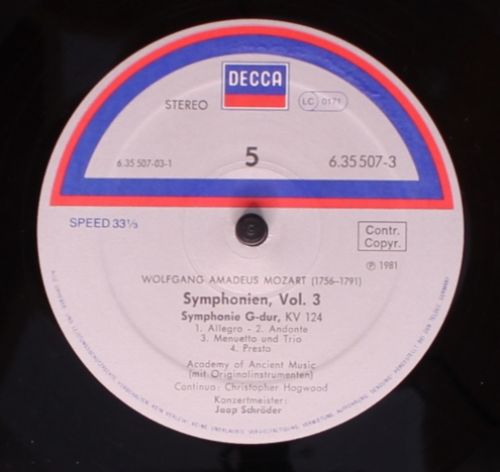 DECCA
STEREO
LC 0171
6.35 507-03-1
5
6.35 507-3
SPEED 33⅓
Contr.
Copyr.
Ⓟ 1981
WOLFGANG AMADEUS MOZART (1756-1791)
Symphonien, Vol. 3
Symphonie G-dur, KV 124
1. Allegro - 2. Andante
3. Menuetto und Trio
4. Presto
Academy of Ancient Music
(mit Originalinstrumenten)
Continuo: Christopher Hogwood
Konzertmeister:
Jaap Schröder